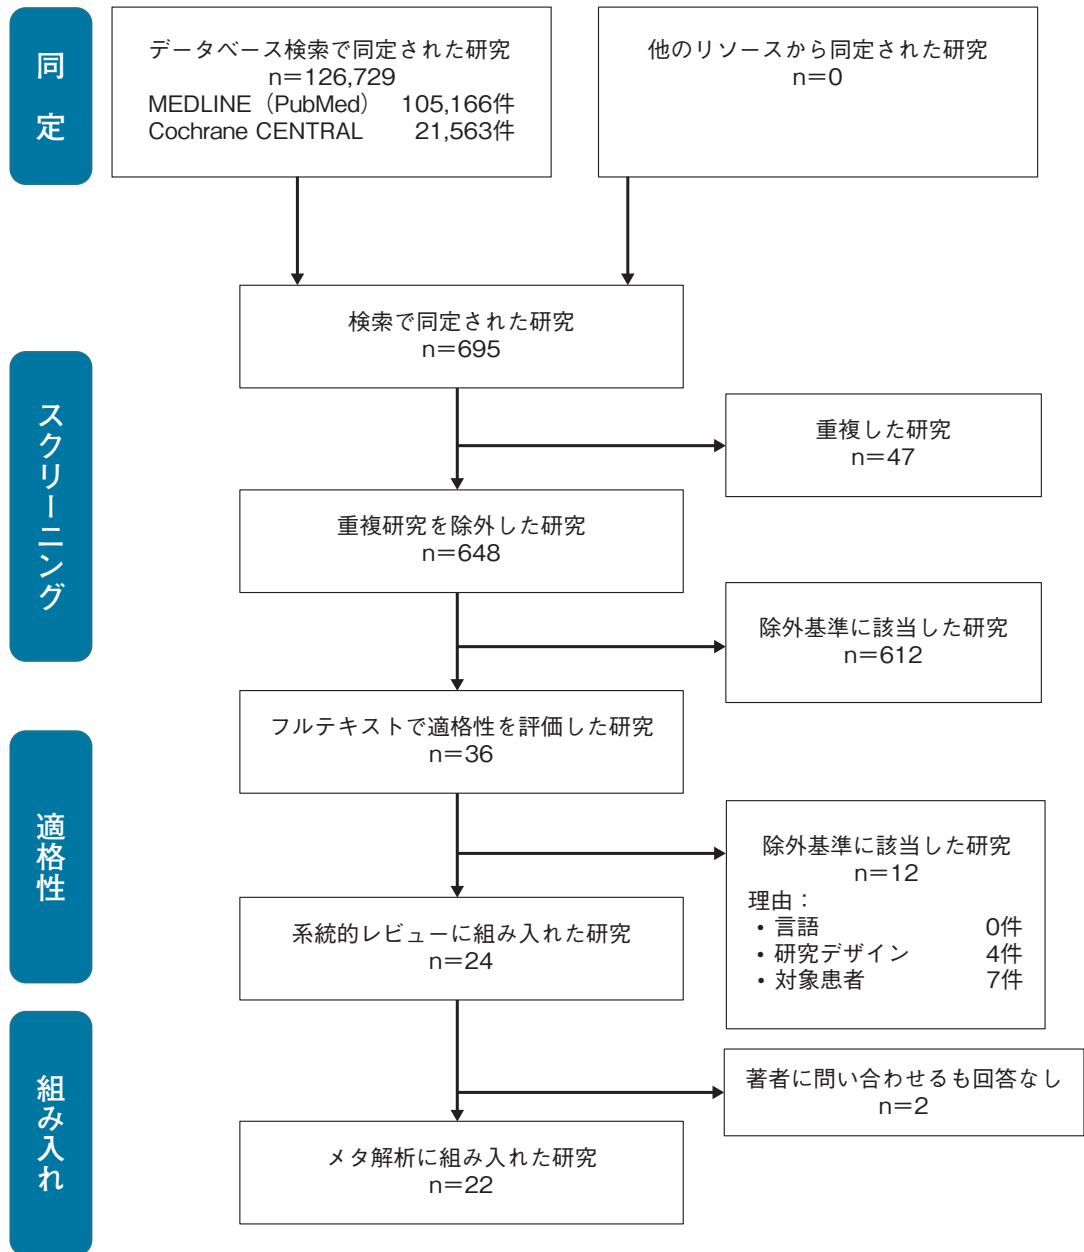 同定
データベース検索で同定された研究
n＝126,729
MEDLINE（PubMed） 105,166件
Cochrane CENTRAL 21,563件
他のリソースから同定された研究
n＝0
スクリーニング
検索で同定された研究
n＝695
重複した研究
n＝47
重複研究を除外した研究
n＝648
除外基準に該当した研究
n＝612
適格性
フルテキストで適格性を評価した研究
n＝36
除外基準に該当した研究
n＝12
理由：
・言語 0件
・研究デザイン 4件
・対象患者 7件
系統的レビューに組み入れた研究
n＝24
組み入れ
著者に問い合わせるも回答なし
n＝2
メタ解析に組み入れた研究
n＝22